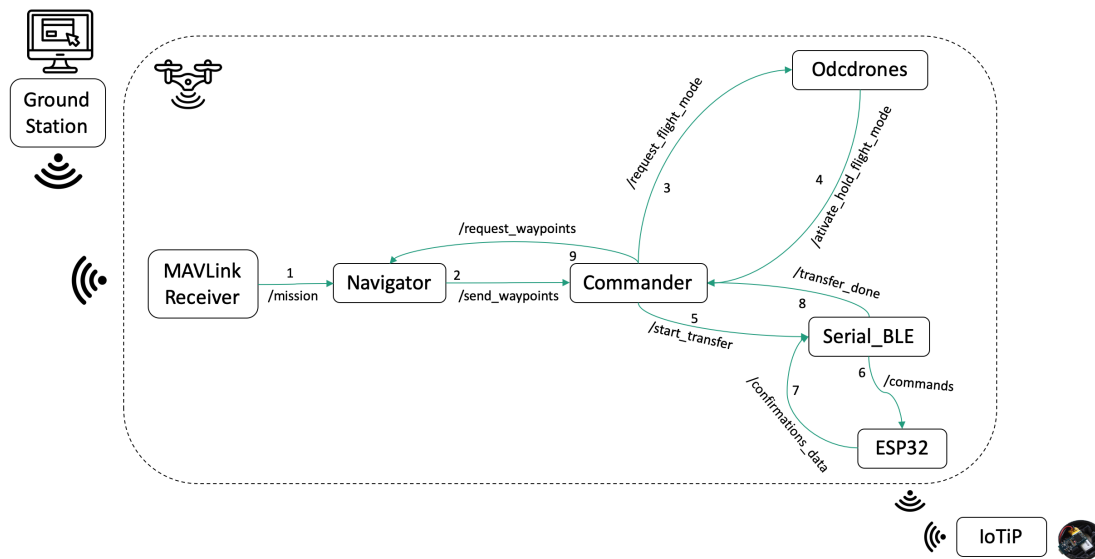 Ground
Station
Odcdrones
/request_flight_mode
3
4
/ativate_hold_flight_mode
/request_waypoints
9
MAVLink
Receiver
1
/mission
Navigator
2
/send_waypoints
Commander
/transfer_done
8
5
/start_transfer
Serial_BLE
6
/commands
7
/confirmations_data
ESP32
IoTiP